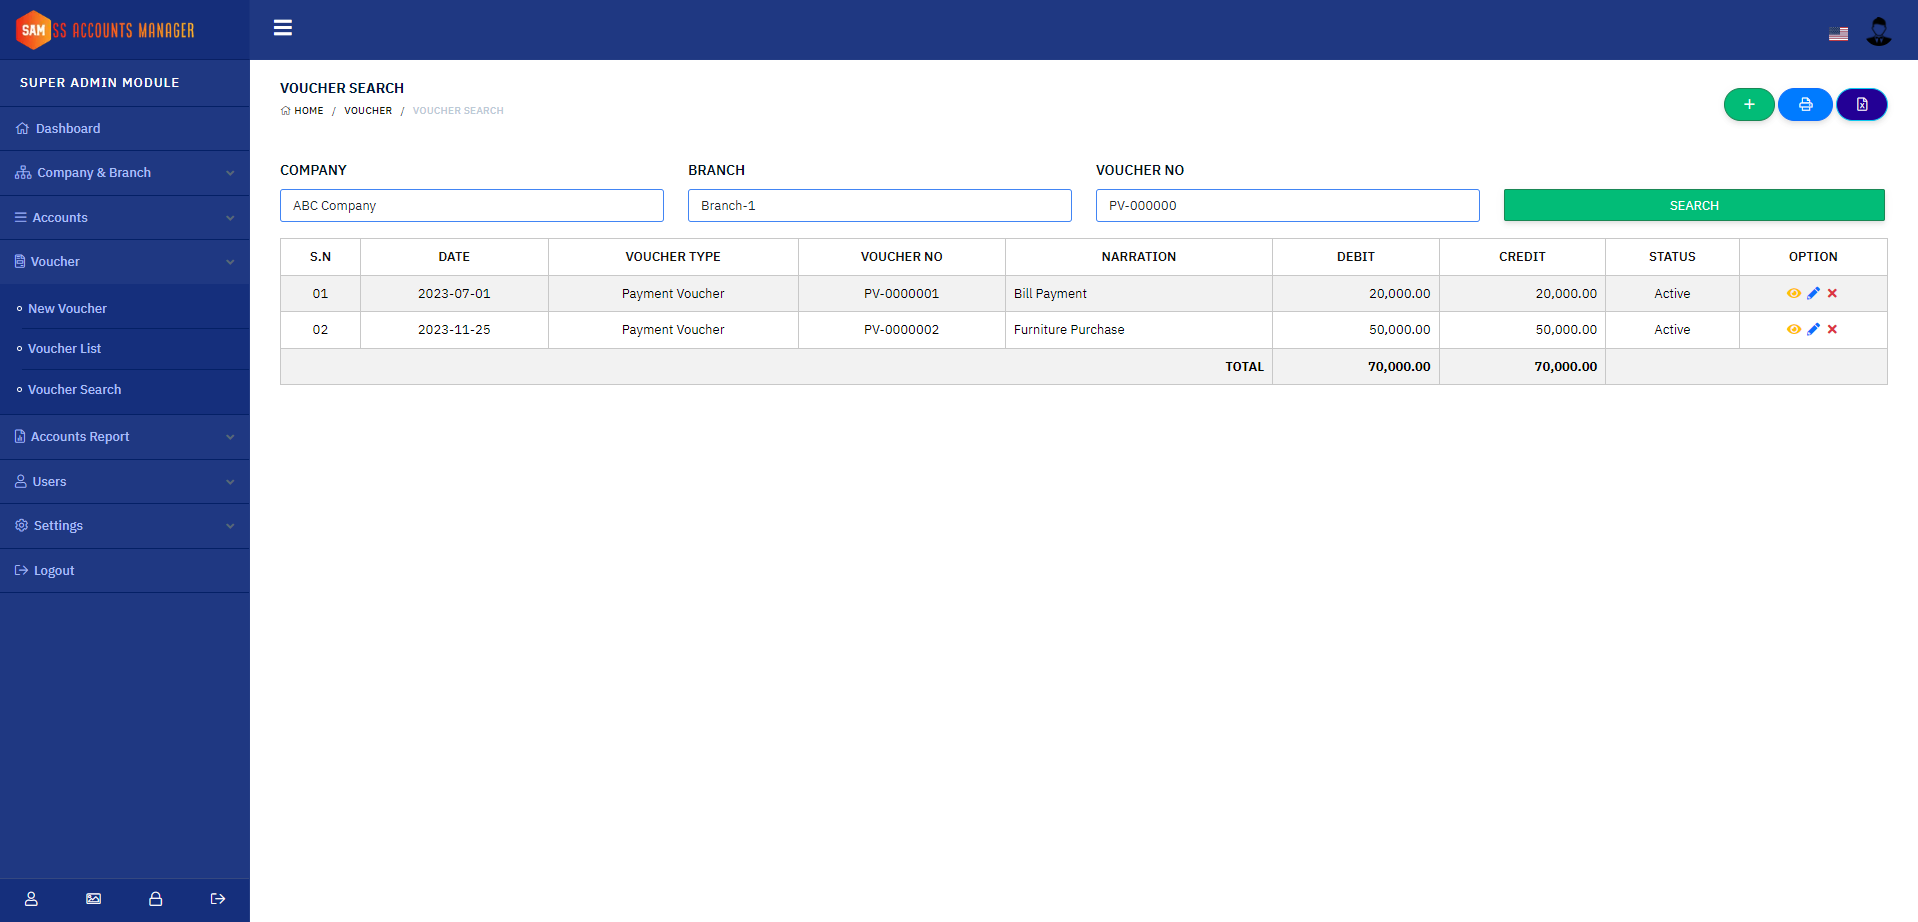 SAM SS ACCOUNTS MANAGER
SUPER ADMIN MODULE
Dashboard
Company & Branch
Accounts
Voucher
New Voucher
Voucher List
Voucher Search
Accounts Report
Users
Settings
Logout
VOUCHER SEARCH
HOME / VOUCHER / VOUCHER SEARCH
COMPANY BRANCH VOUCHER NO
ABC Company Branch-1 PV-000000 SEARCH
S.N DATE VOUCHER TYPE VOUCHER NO NARRATION DEBIT CREDIT STATUS OPTION
01 2023-07-01 Payment Voucher PV-0000001 Bill Payment 20,000.00 20,000.00 Active
02 2023-11-25 Payment Voucher PV-0000002 Furniture Purchase 50,000.00 50,000.00 Active
TOTAL 70,000.00 70,000.00